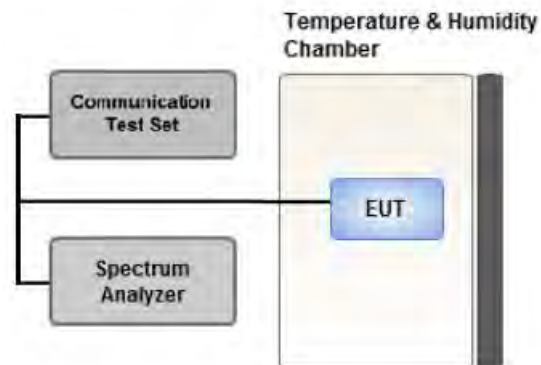 Temperature & Humidity
Chamber
Communication
Test Set
EUT
Spectrum
Analyzer